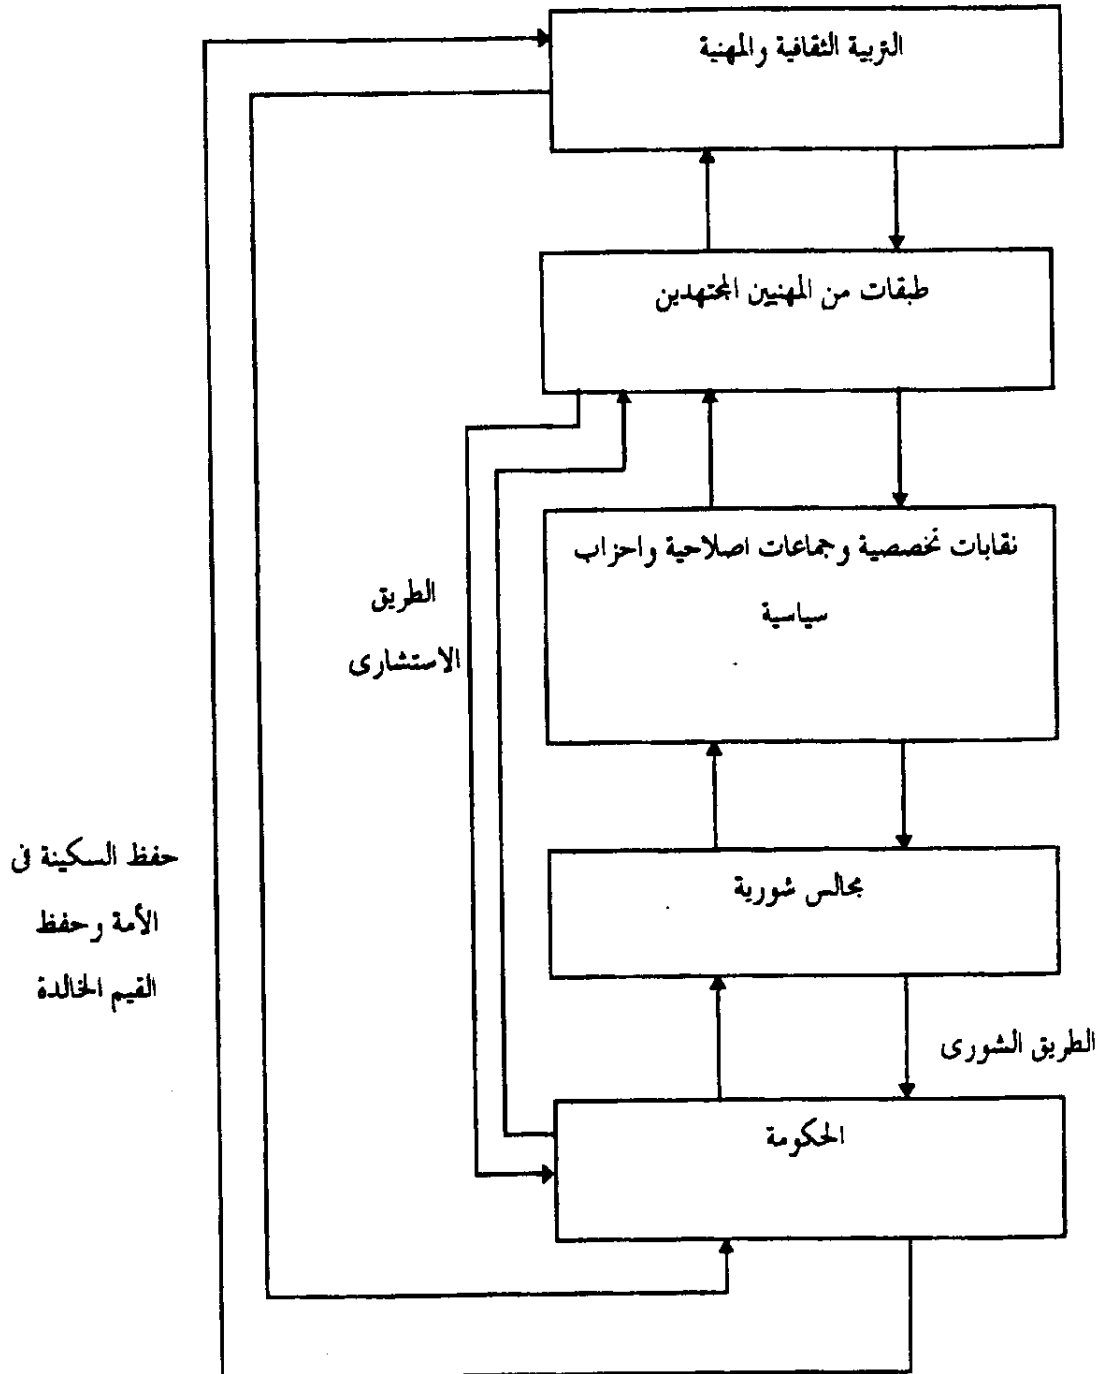 التربية الثقافية والمهنية
طبقات من المهنيين المجتهدين
نقابات تخصصية وجماعات اصلاحية واحزاب
سياسية
الطريق
الاستشارى
حفظ السكينة فى
الأمة وحفظ
القيم الخالدة
مجالس شورية
الطريق الشورى
الحكومة